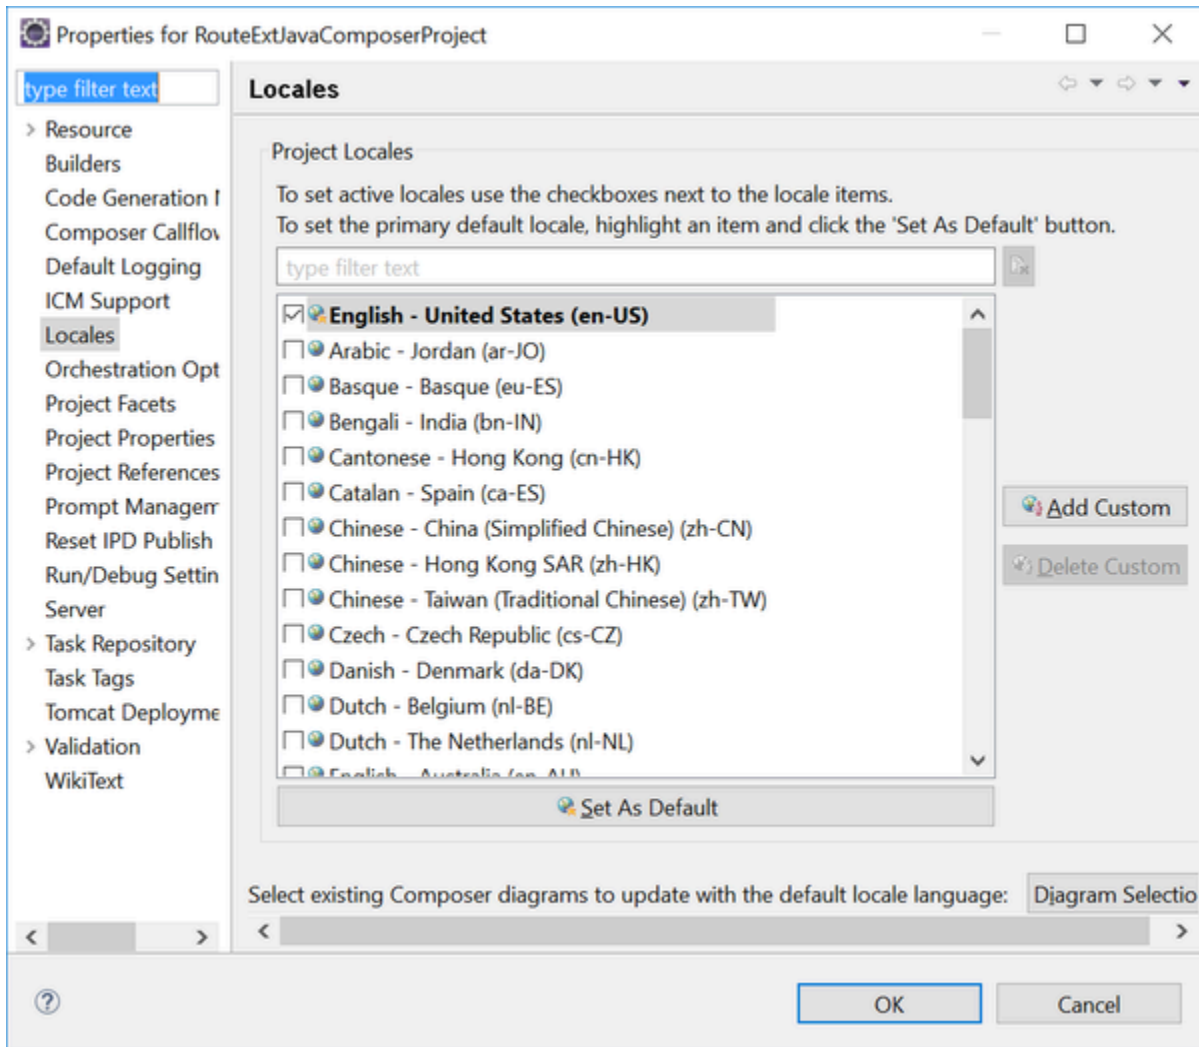 Properties for RouteExtJavaComposerProject
type filter text
Resource
Builders
Code Generation
Composer Callflov
Default Logging
ICM Support
Locales
Orchestration Opt
Project Facets
Project Properties
Project References
Prompt Managem
Reset IPD Publish
Run/Debug Settin
Server
Task Repository
Task Tags
Tomcat Deployme
Validation
WikiText
Locales
Project Locales
To set active locales use the checkboxes next to the locale items.
To set the primary default locale, highlight an item and click the 'Set As Default' button.
type filter text
English - United States (en-US)
Arabic - Jordan (ar-JO)
Basque - Basque (eu-ES)
Bengali - India (bn-IN)
Cantonese - Hong Kong (cn-HK)
Catalan - Spain (ca-ES)
Chinese - China (Simplified Chinese) (zh-CN)
Chinese - Hong Kong SAR (zh-HK)
Chinese - Taiwan (Traditional Chinese) (zh-TW)
Czech - Czech Republic (cs-CZ)
Danish - Denmark (da-DK)
Dutch - Belgium (nl-BE)
Dutch - The Netherlands (nl-NL)
English - Australia (en-AU)
Add Custom
Delete Custom
Set As Default
Select existing Composer diagrams to update with the default locale language:
Diagram Selectio
OK
Cancel